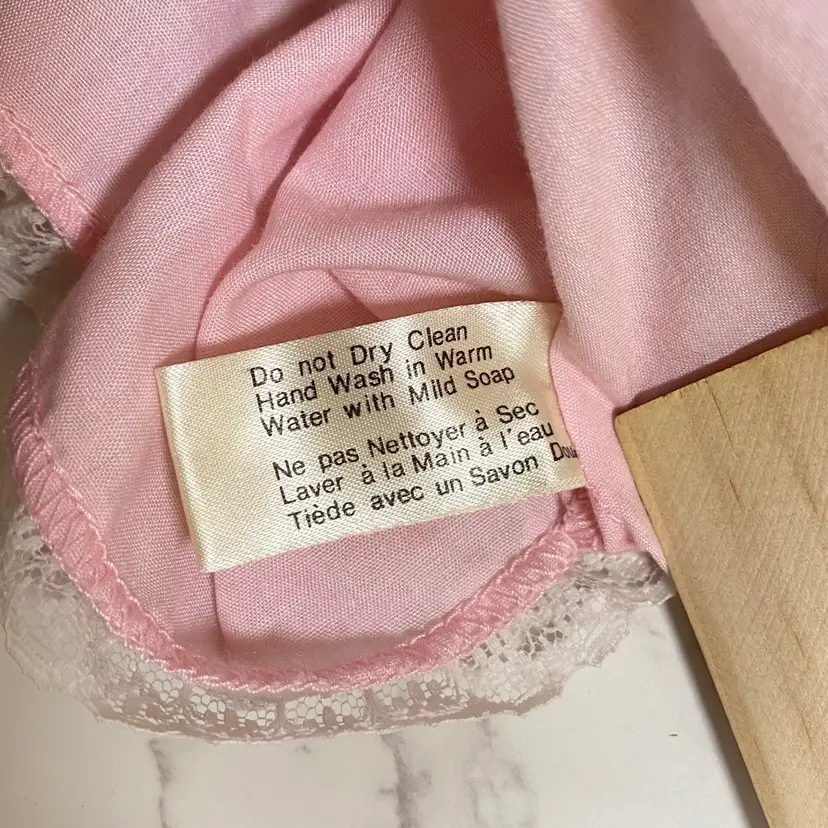 Do not Dry Clean
Hand Wash in Warm
Water with Mild Soap
Ne pas Nettoyer à Sec
Laver à la Main à l'eau
Tiède avec un Savon